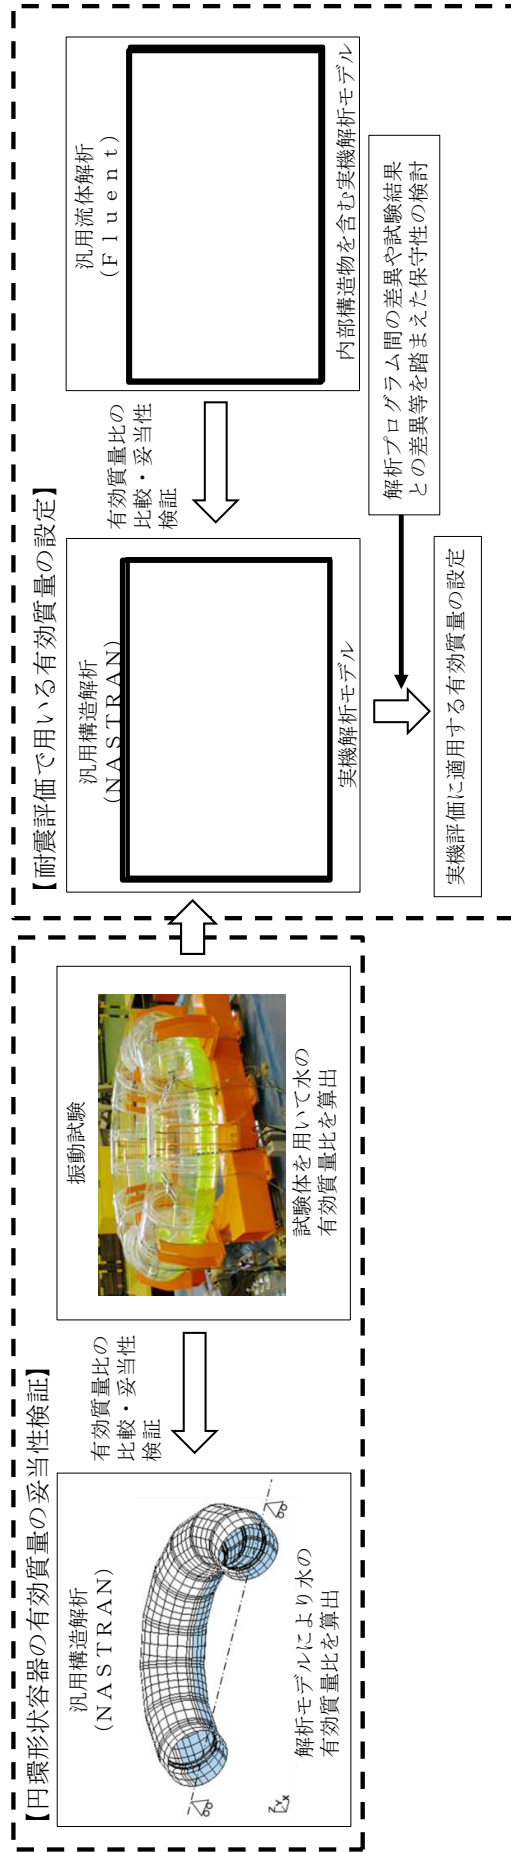 【円環形状容器の有効質量の妥当性検証】
汎用構造解析
(ＮＡＳＴＲＡＮ)
Z
Y
X
解析モデルにより水の
有効質量比を算出
有効質量比の
比較・妥当性
検証
振動試験
試験体を用いて水の
有効質量比を算出
【耐震評価で用いる有効質量の設定】
汎用構造解析
(ＮＡＳＴＲＡＮ)
実機解析モデル
有効質量比の
比較・妥当性
検証
汎用流体解析
(Ｆｌｕｅｎｔ)
内部構造物を含む実機解析モデル
解析プログラム間の差異や試験結果
との差異等を踏まえた保守性の検討
実機評価に適用する有効質量の設定